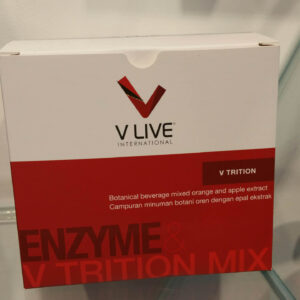 V LIVE®
INTERNATIONAL
V TRITION
Botanical beverage mixed orange and apple extract
Campuran minuman botani oren dengan epal ekstrak
ENZYME &
V TRITION MIX